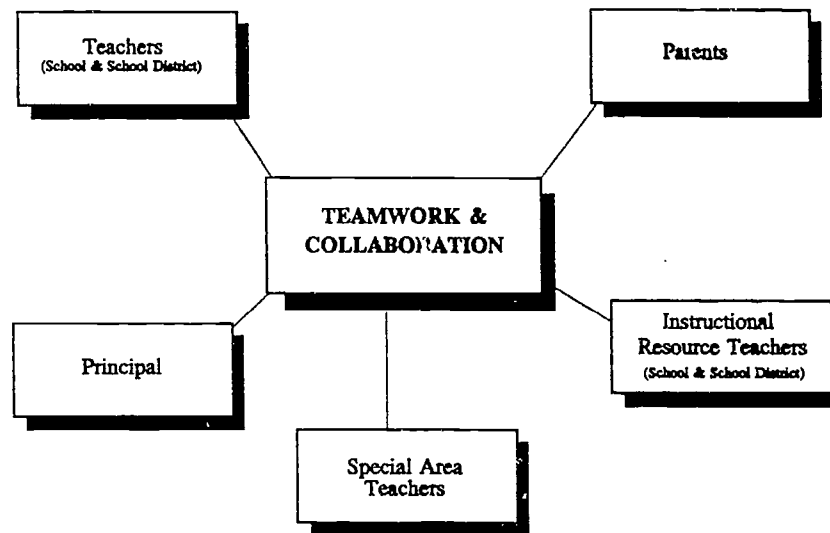 Teachers
(School & School District)
Parents
TEAMWORK &
COLLABORATION
Principal
Instructional
Resource Teachers
(School & School District)
Special Area
Teachers